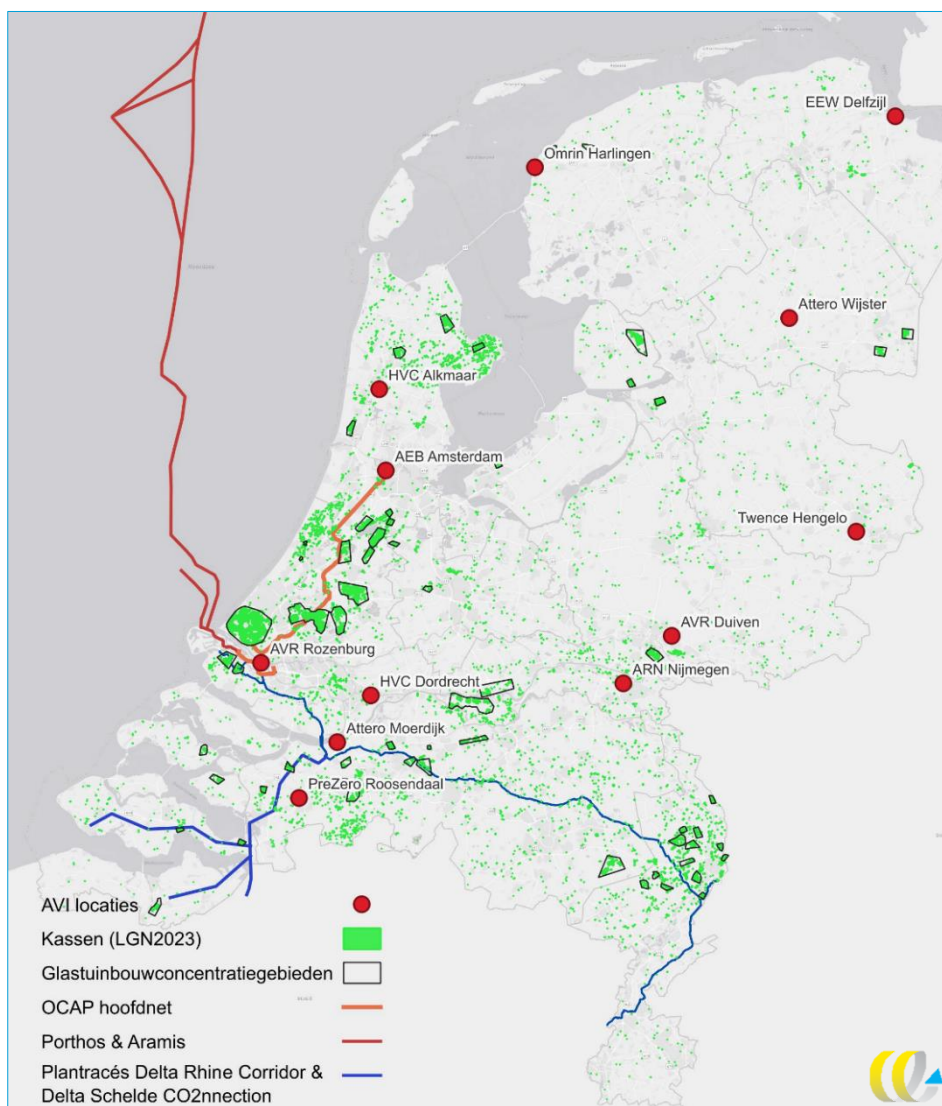 EEW Delfzijl
Omrin Harlingen
Attero Wijster
HVC Alkmaar
AEB Amsterdam
Twence Hengelo
AVR Duiven
AVR Rozenburg
ARN Nijmegen
HVC Dordrecht
Attero Moerdijk
PreZero Roosendaal
AVI locaties
Kassen (LGN2023)
Glastuinbouwconcentratiegebieden
OCAP hoofdnet
Porthos & Aramis
Plantracés Delta Rhine Corridor &
Delta Schelde CO2nnection